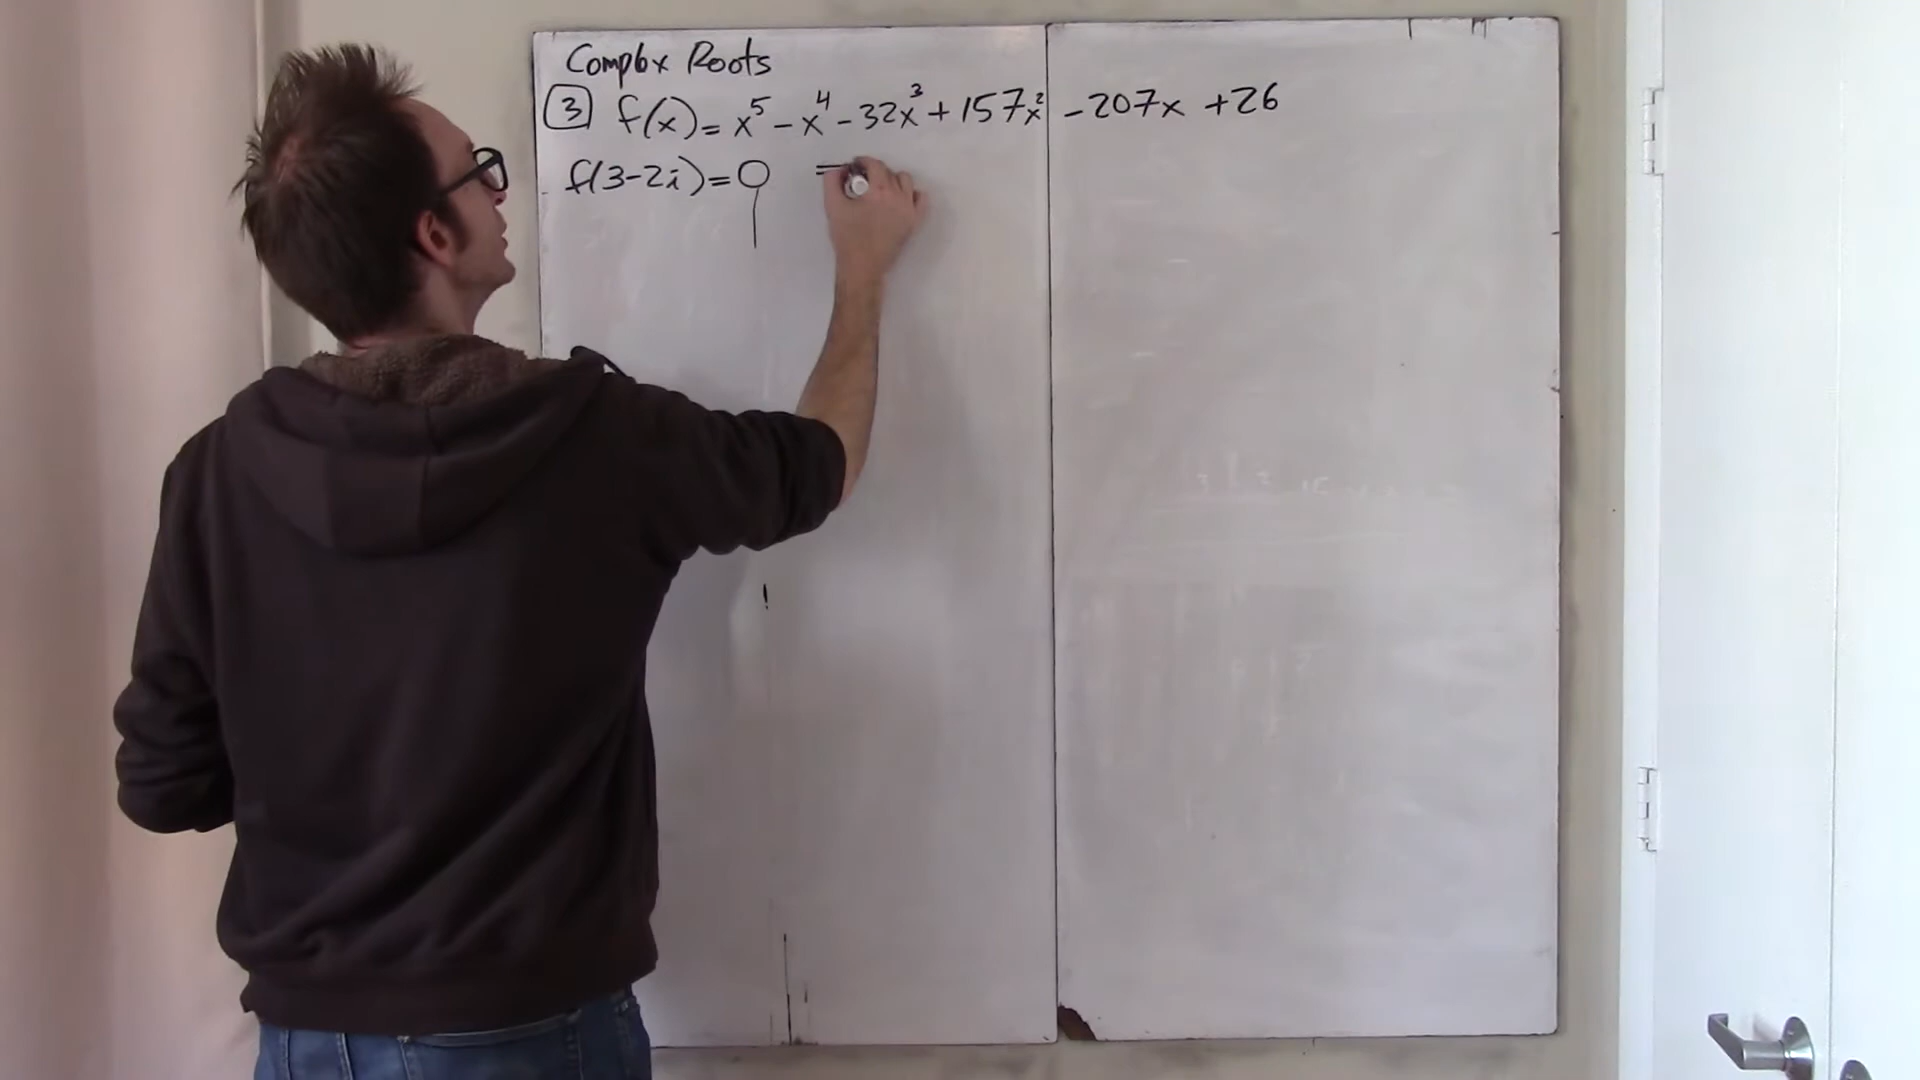 Complex Roots
3 f(x) = x⁵ - x⁴ - 32x³ + 157x² - 207x + 26
f(3-2i) = 0 =